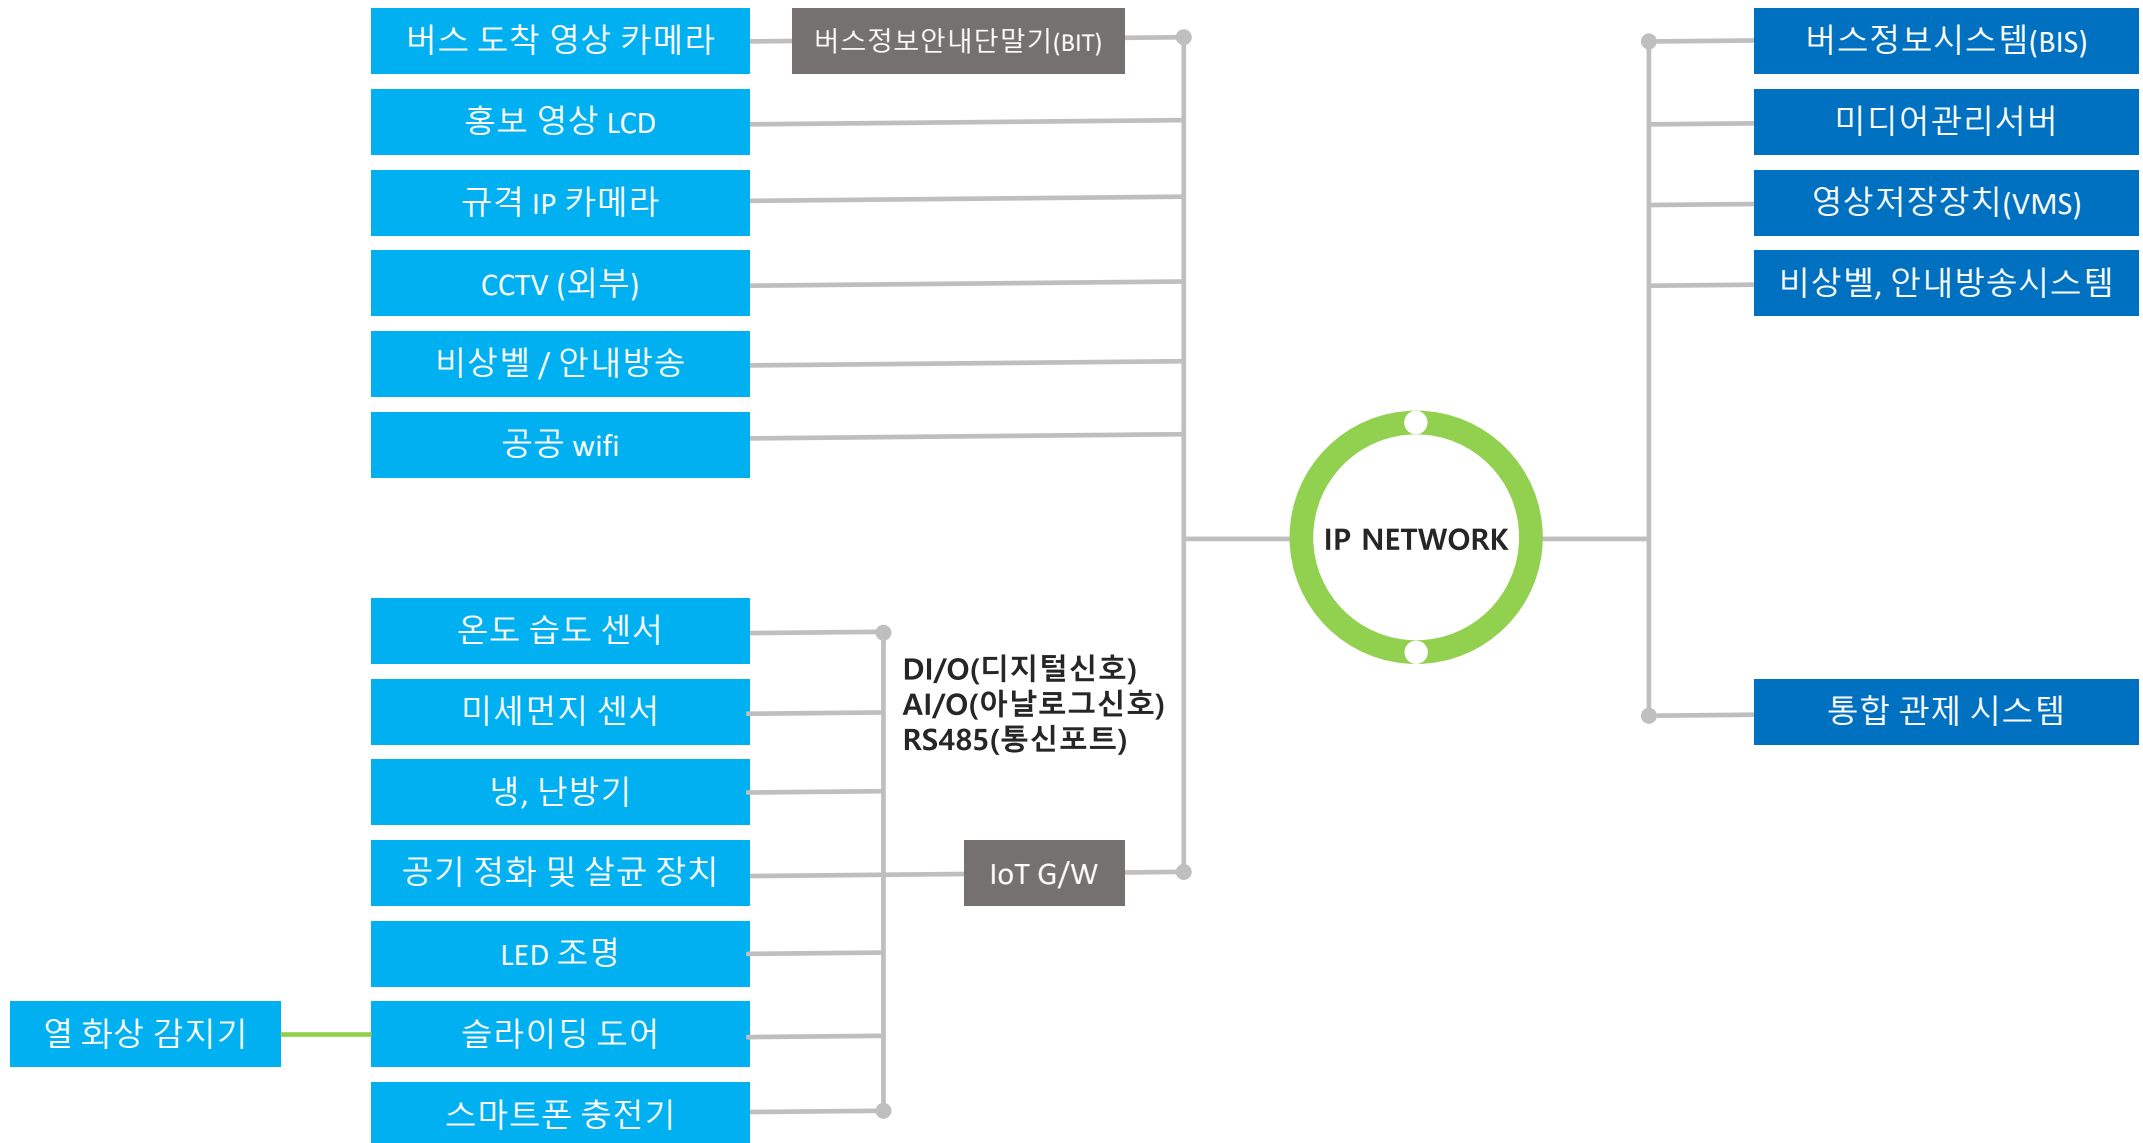 버스 도착 영상 카메라
버스정보안내단말기(BIT)
버스정보시스템(BIS)
홍보 영상 LCD
미디어관리서버
규격 IP 카메라
영상저장장치(VMS)
CCTV (외부)
비상벨, 안내방송시스템
비상벨 / 안내방송
공공 wifi
IP NETWORK
온도 습도 센서
DI/O(디지털신호)
AI/O(아날로그신호)
RS485(통신포트)
미세먼지 센서
통합 관제 시스템
냉, 난방기
공기 정화 및 살균 장치
IoT G/W
LED 조명
열 화상 감지기
슬라이딩 도어
스마트폰 충전기